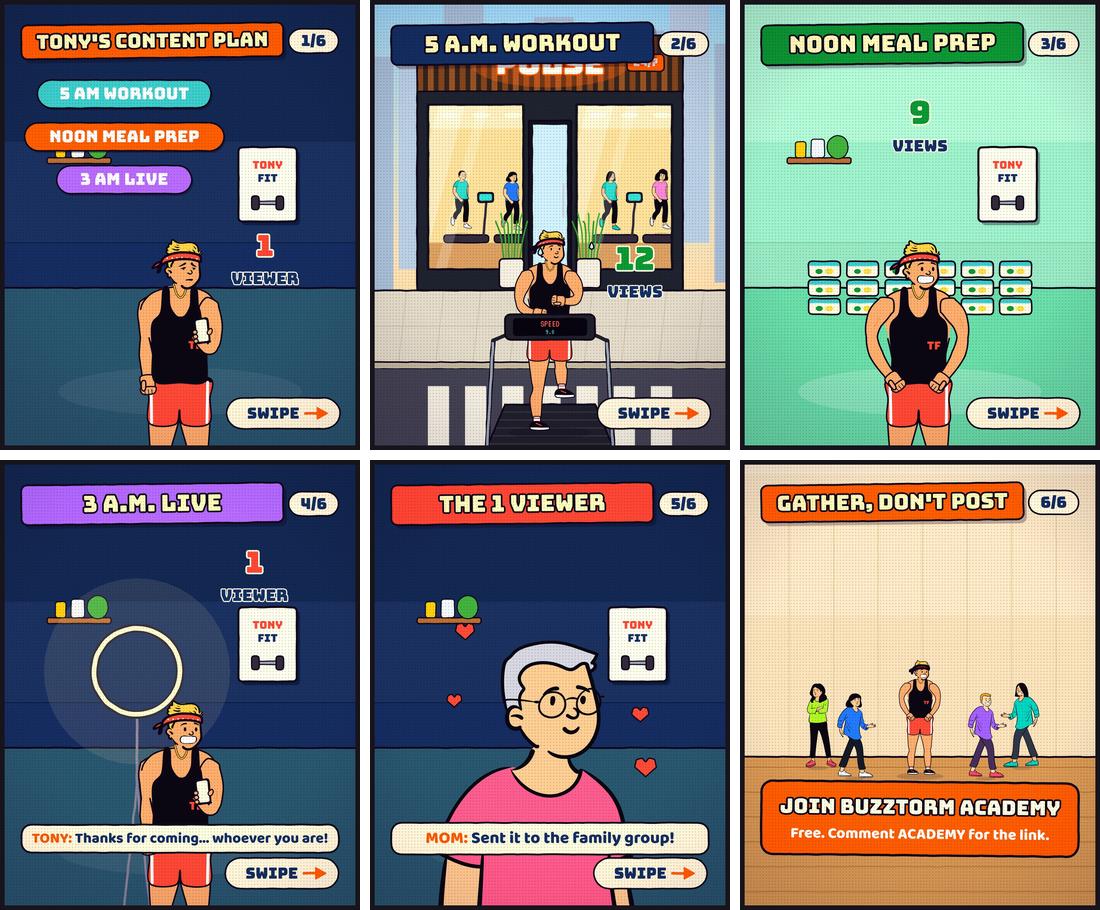 TONY'S CONTENT PLAN
1/6
5 AM WORKOUT
NOON MEAL PREP
3 AM LIVE
TONY
FIT
1
VIEWER
SWIPE
5 A.M. WORKOUT
2/6
12
VIEWS
SPEED
SWIPE
NOON MEAL PREP
3/6
9
VIEWS
TONY
FIT
TF
SWIPE
3 A.M. LIVE
4/6
1
VIEWER
TONY
FIT
TONY: Thanks for coming... whoever you are!
SWIPE
THE 1 VIEWER
5/6
TONY
FIT
MOM: Sent it to the family group!
SWIPE
GATHER, DON'T POST
6/6
JOIN BUZZTORM ACADEMY
Free. Comment ACADEMY for the link.